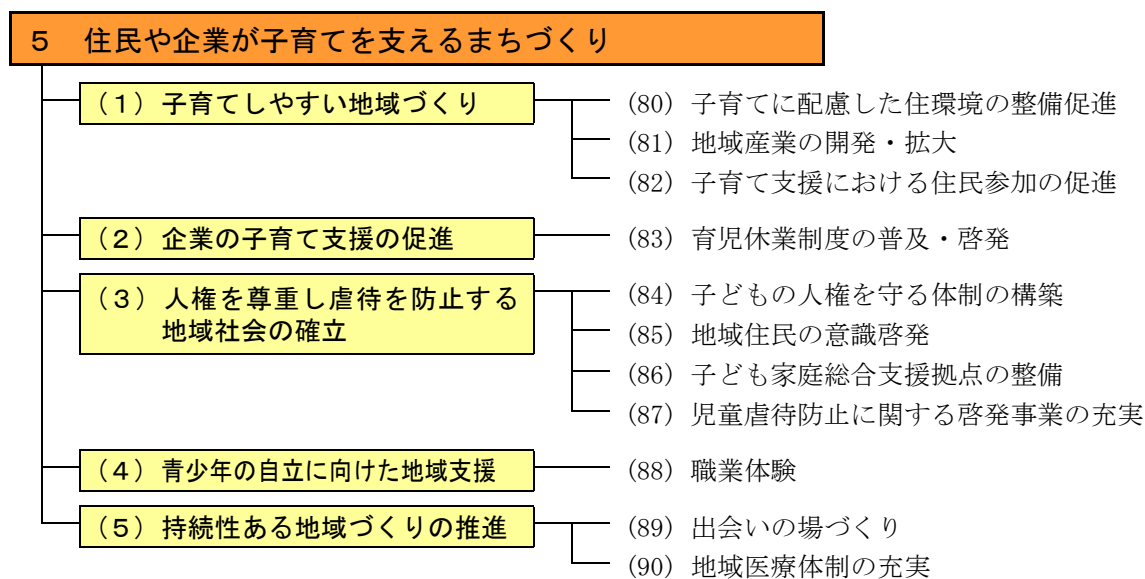 5　住民や企業が子育てを支えるまちづくり
（1）子育てしやすい地域づくり
(80) 子育てに配慮した住環境の整備促進
(81) 地域産業の開発・拡大
(82) 子育て支援における住民参加の促進
（2）企業の子育て支援の促進
(83) 育児休業制度の普及・啓発
（3）人権を尊重し虐待を防止する
地域社会の確立
(84) 子どもの人権を守る体制の構築
(85) 地域住民の意識啓発
(86) 子ども家庭総合支援拠点の整備
(87) 児童虐待防止に関する啓発事業の充実
（4）青少年の自立に向けた地域支援
(88) 職業体験
（5）持続性ある地域づくりの推進
(89) 出会いの場づくり
(90) 地域医療体制の充実